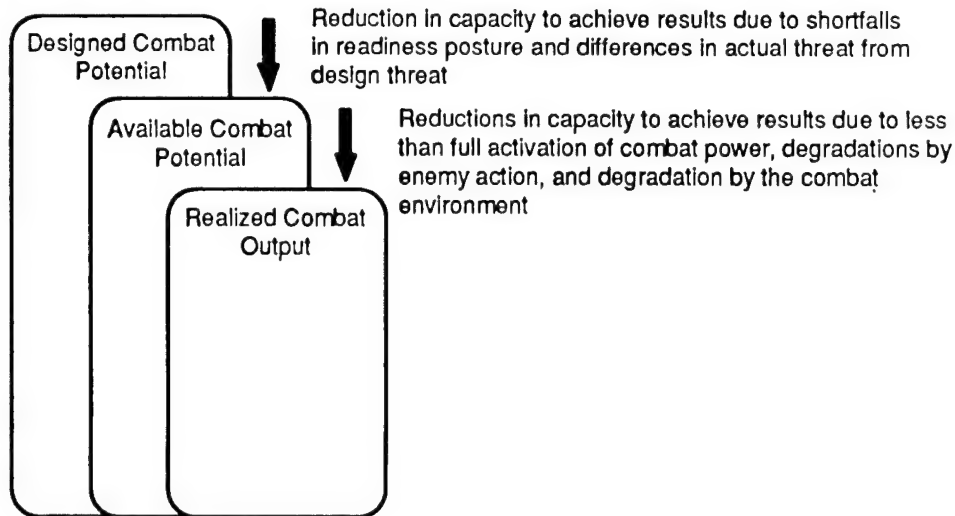 Designed Combat
Potential
Reduction in capacity to achieve results due to shortfalls
in readiness posture and differences in actual threat from
design threat
Available Combat
Potential
Reductions in capacity to achieve results due to less
than full activation of combat power, degradations by
enemy action, and degradation by the combat
environment
Realized Combat
Output